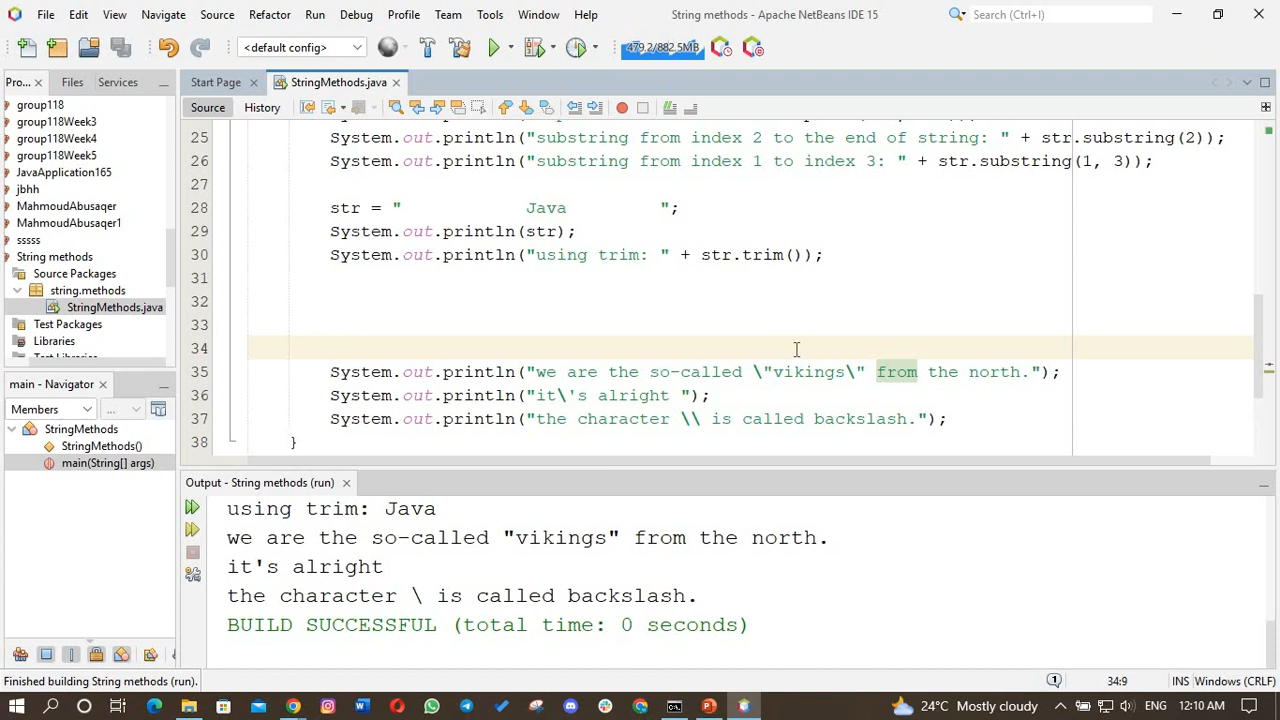 File Edit View Navigate Source Refactor Run Debug Profile Team Tools Window Help String methods - Apache NetBeans IDE 15 Search (Ctrl+I)
<default config> 479.2/882.5MB
Pro... Files Services Start Page StringMethods.java
Source History
group118
group118Week3
group118Week4
group118Week5
JavaApplication165
jbhh
MahmoudAbusaqer
MahmoudAbusaqer1
sssss
String methods
Source Packages
string.methods
StringMethods.java
Test Packages
Libraries
25 System.out.println("substring from index 2 to the end of string: " + str.substring(2));
26 System.out.println("substring from index 1 to index 3: " + str.substring(1, 3));
27
28 str = "            Java         ";
29 System.out.println(str);
30 System.out.println("using trim: " + str.trim());
31
32
33
34
35 System.out.println("we are the so-called \"vikings\" from the north.");
36 System.out.println("it\'s alright ");
37 System.out.println("the character \\ is called backslash.");
38 }
main - Navigator
Members ...
StringMethods
StringMethods()
main(String[] args)
Output - String methods (run)
using trim: Java
we are the so-called "vikings" from the north.
it's alright
the character \ is called backslash.
BUILD SUCCESSFUL (total time: 0 seconds)
Finished building String methods (run). 1 34:9 INS Windows (CRLF)
24°C Mostly cloudy ENG 12:10 AM